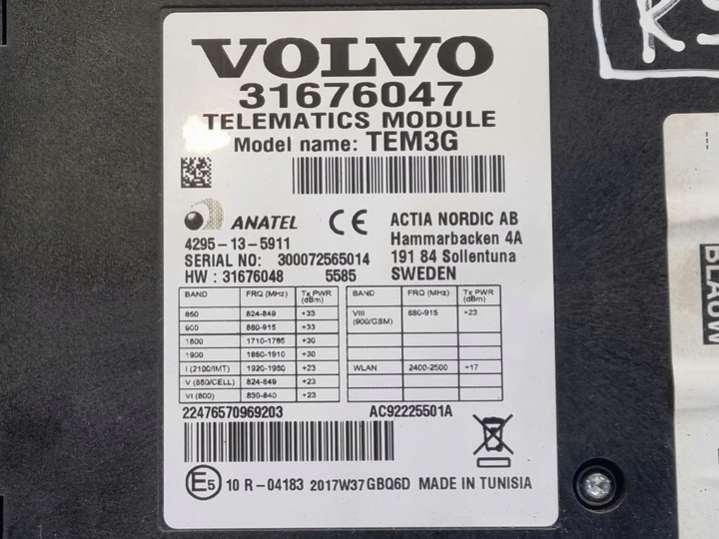 VOLVO
31676047
TELEMATICS MODULE
Model name: TEM3G
ANATEL CE ACTIA NORDIC AB
4295-13-5911 Hammarbacken 4A
SERIAL NO: 300072565014 191 84 Sollentuna
HW : 31676048 5585 SWEDEN
BAND FRQ (MHz) Tx PWR (dBm) BAND FRQ (MHz) Tx PWR (dBm)
850 824-849 +33 VIII (900/GSM) 880-915 +23
900 880-915 +33
1800 1710-1785 +30
1900 1850-1910 +30
I (2100/IMT) 1920-1980 +23 WLAN 2400-2500 +17
V (850/CELL) 824-849 +23
VI (800) 830-840 +23
22476570969203 AC92225501A
E5 10 R-04183 2017W37 GBQ6D MADE IN TUNISIA
BLAUW